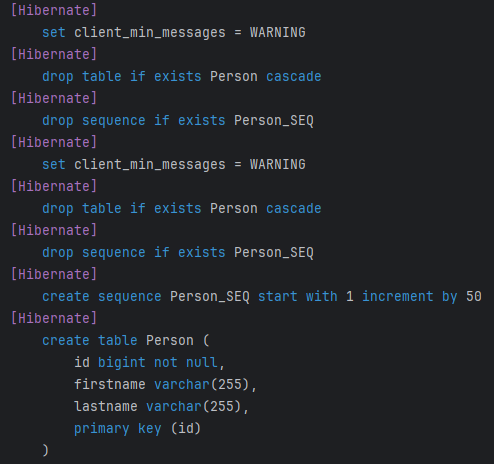 [Hibernate]
    set client_min_messages = WARNING
[Hibernate]
    drop table if exists Person cascade
[Hibernate]
    drop sequence if exists Person_SEQ
[Hibernate]
    set client_min_messages = WARNING
[Hibernate]
    drop table if exists Person cascade
[Hibernate]
    drop sequence if exists Person_SEQ
[Hibernate]
    create sequence Person_SEQ start with 1 increment by 50
[Hibernate]
    create table Person (
        id bigint not null,
        firstname varchar(255),
        lastname varchar(255),
        primary key (id)
    )